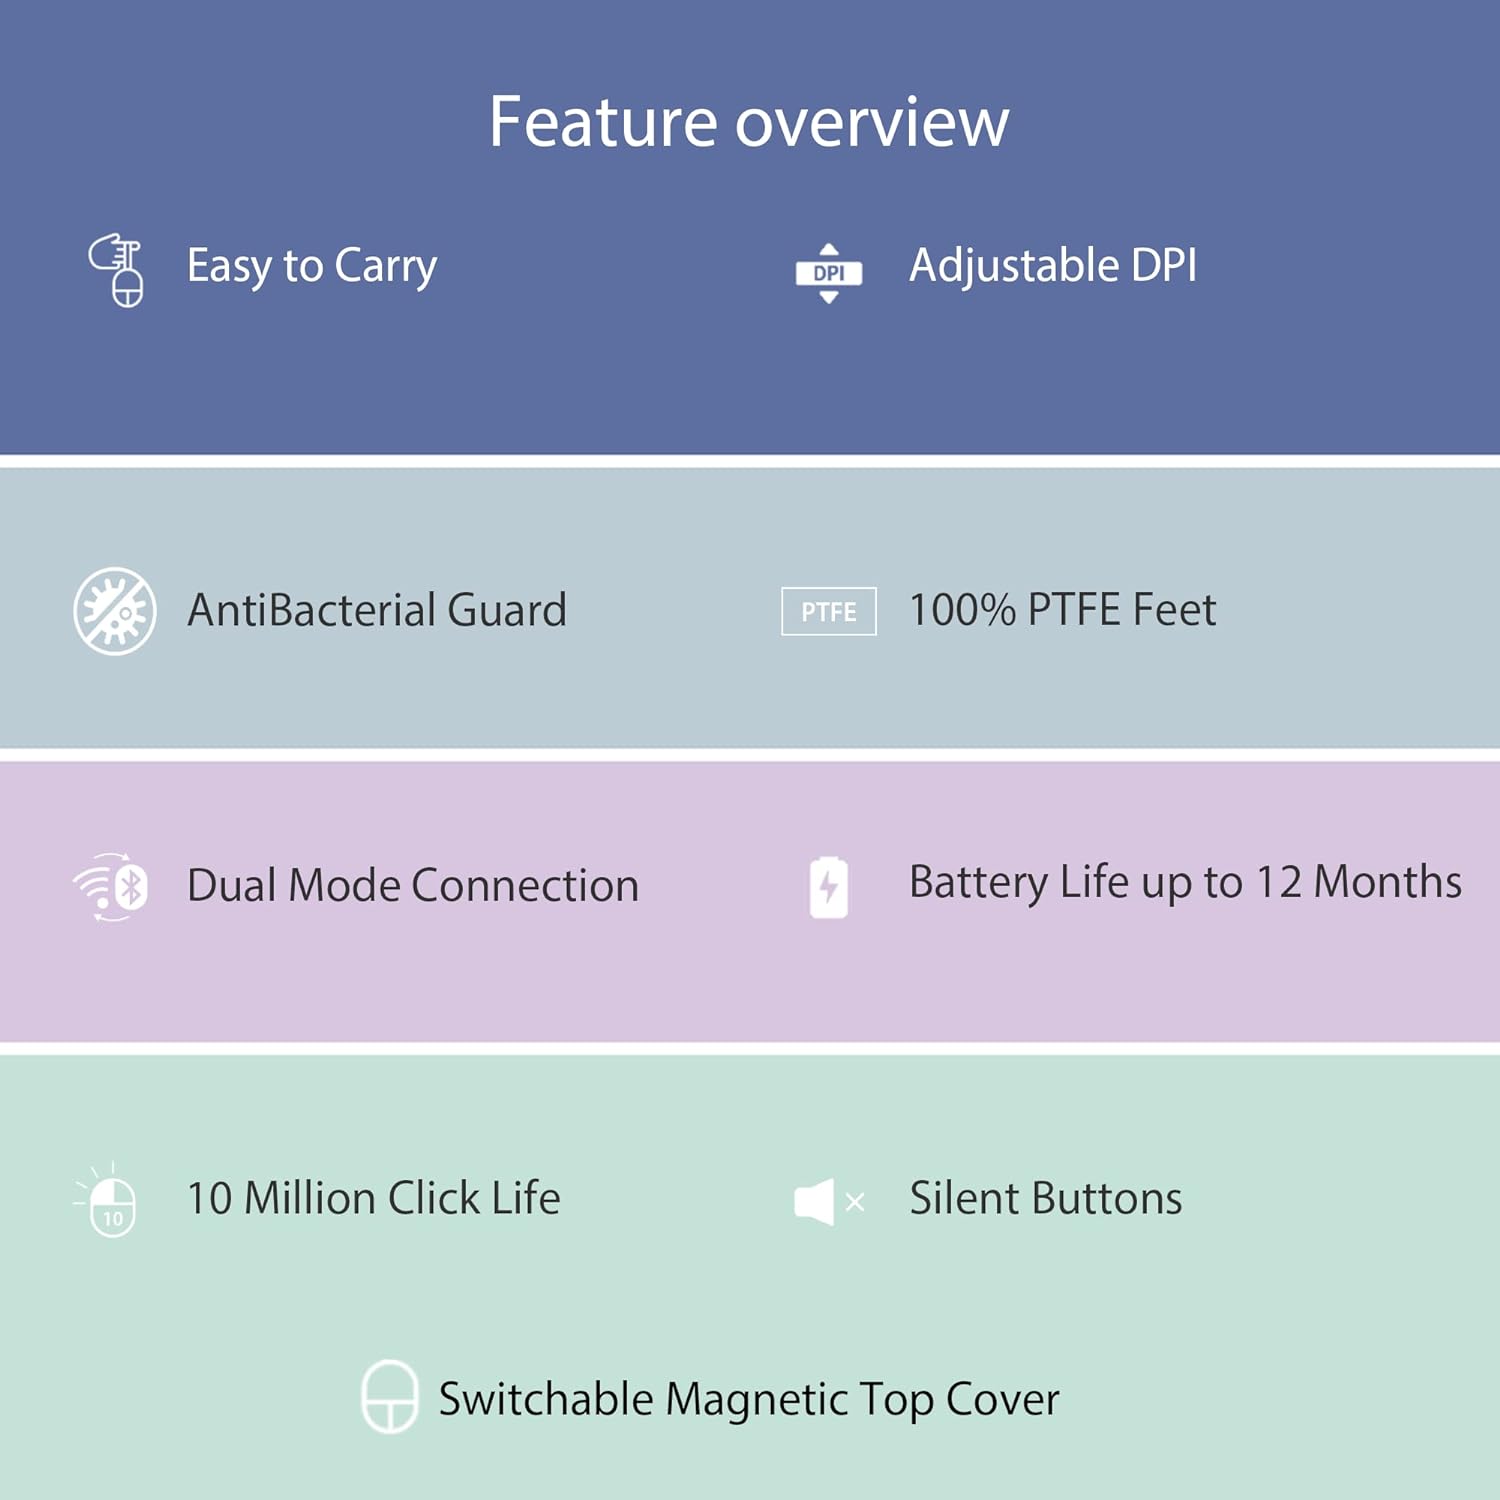 Feature overview
Easy to Carry
DPI
Adjustable DPI
AntiBacterial Guard
PTFE
100% PTFE Feet
Dual Mode Connection
Battery Life up to 12 Months
10
10 Million Click Life
Silent Buttons
Switchable Magnetic Top Cover